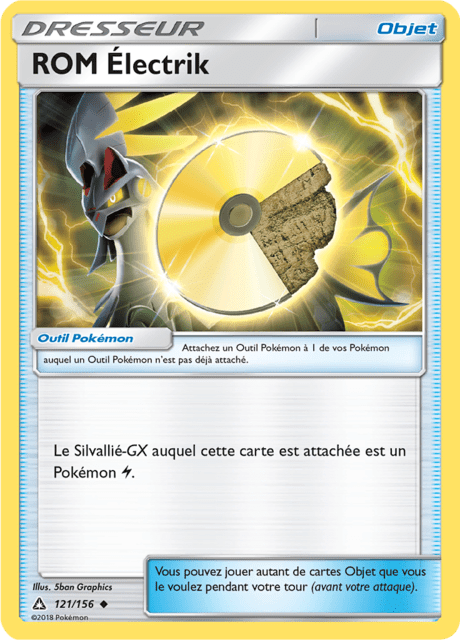 DRESSEUR
Objet
ROM Électrik
Outil Pokémon
Attachez un Outil Pokémon à 1 de vos Pokémon
auquel un Outil Pokémon n'est pas déjà attaché.
Le Silvallié-GX auquel cette carte est attachée est un
Pokémon .
Vous pouvez jouer autant de cartes Objet que vous
le voulez pendant votre tour (avant votre attaque).
Illus. 5ban Graphics
121/156 ◆
©2018 Pokémon